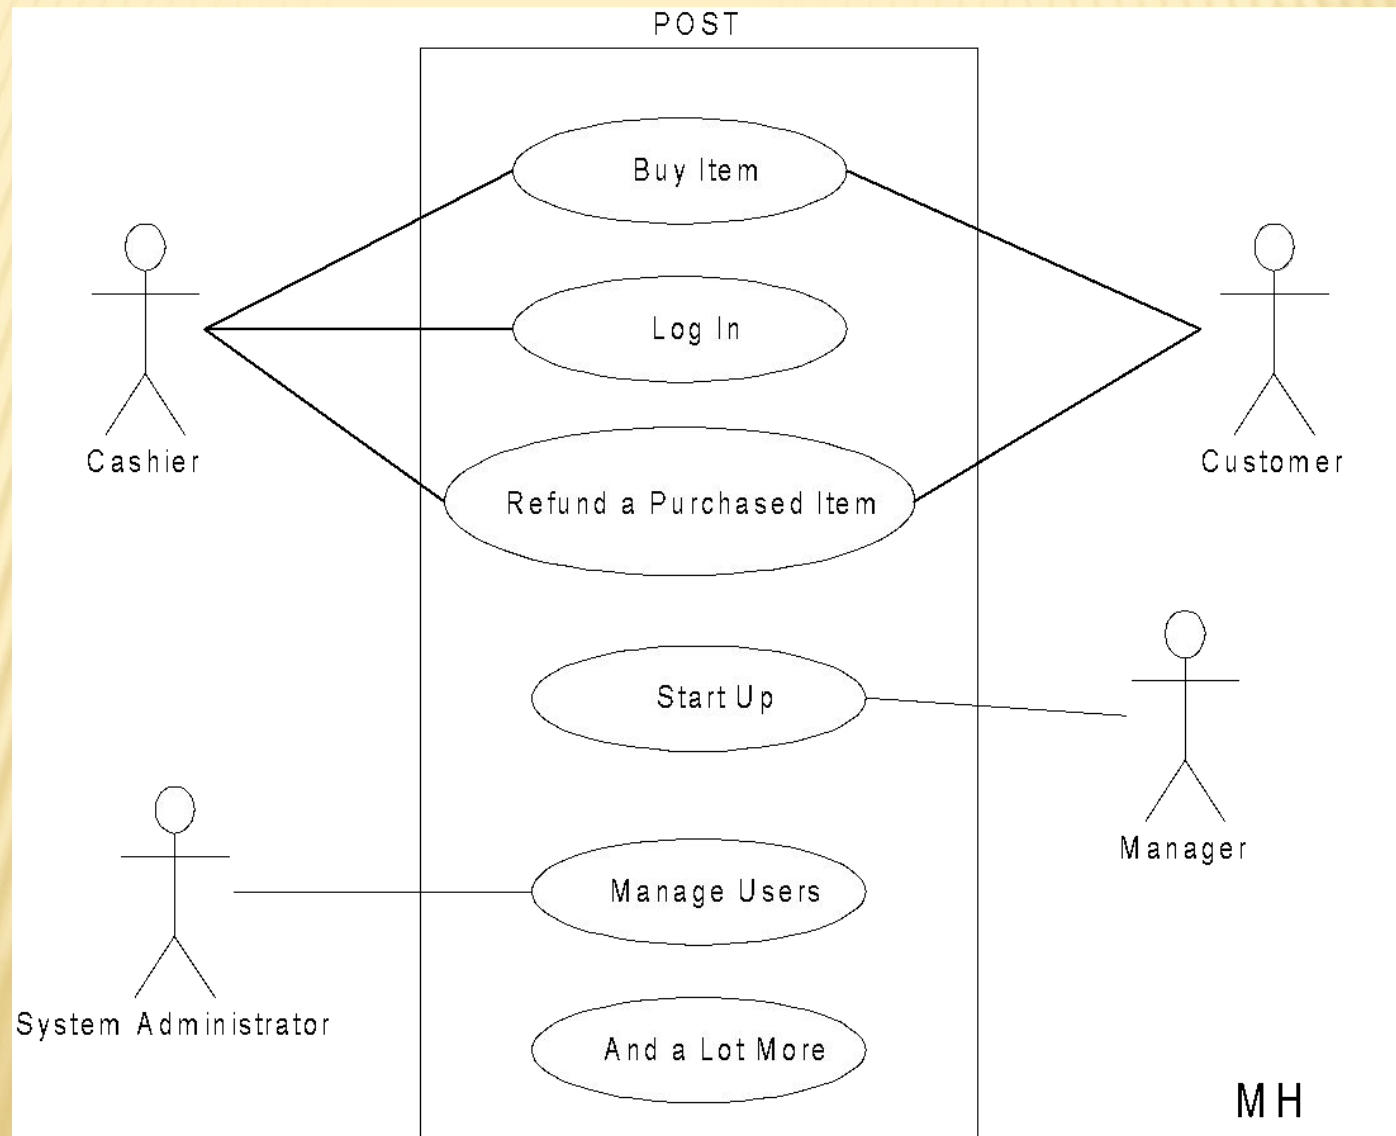 POST
Buy Item
Log In
Cashier
Customer
Refund a Purchased Item
Start Up
Manager
Manage Users
System Administrator
And a Lot More
MH